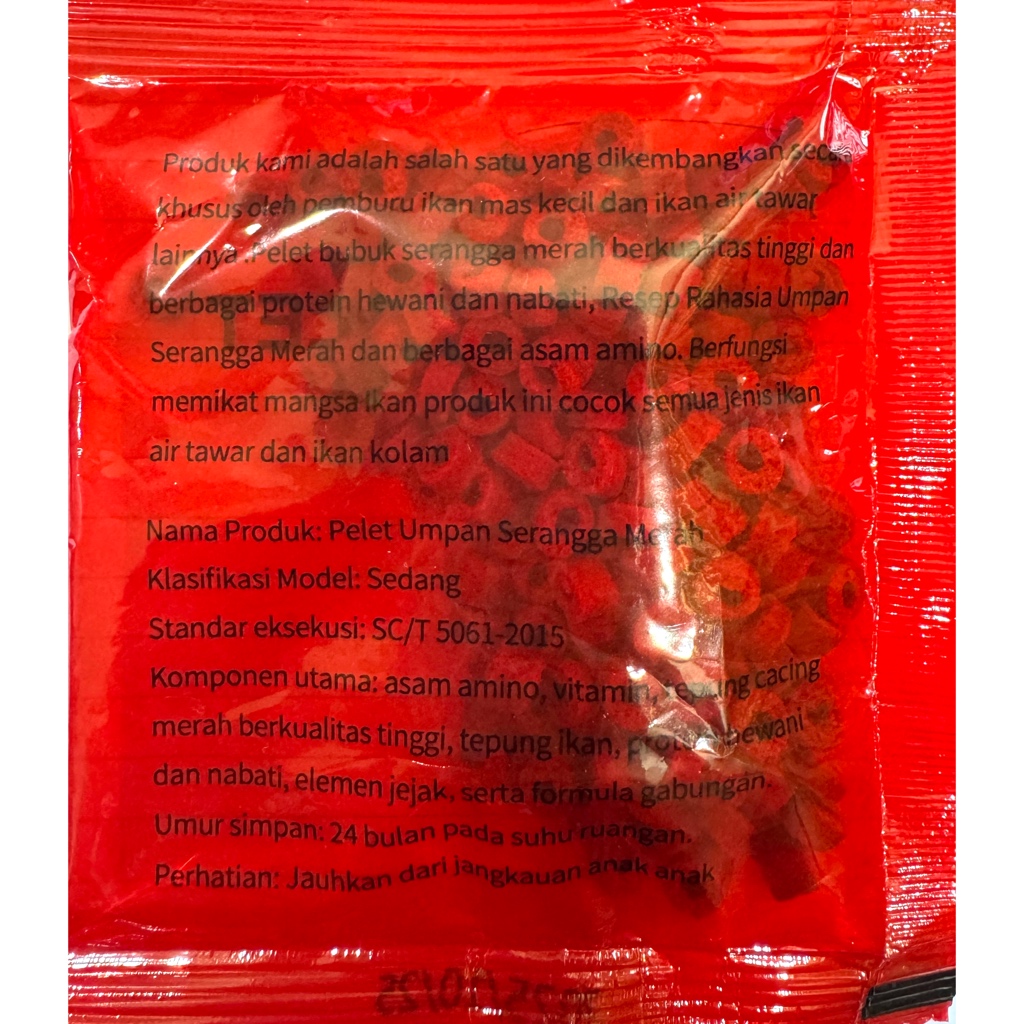 Produk kami adalah salah satu yang dikembangkan
khusus oleh pemburu ikan mas kecil dan ikan air tawar
lainnya .Pelet bubuk serangga merah berkualitas tinggi dan
berbagai protein hewani dan nabati, Resep Rahasia Umpan
Serangga Merah dan berbagai asam amino. Berfungsi
memikat mangsa Ikan produk ini cocok semua jenis ikan
air tawar dan ikan kolam
Nama Produk: Pelet Umpan Serangga Merah
Klasifikasi Model: Sedang
Standar eksekusi: SC/T 5061-2015
Komponen utama: asam amino, vitamin, tepung cacing
merah berkualitas tinggi, tepung ikan, protein hewani
dan nabati, elemen jejak, serta formula gabungan.
Umur simpan: 24 bulan pada suhu ruangan.
Perhatian: Jauhkan dari jangkauan anak anak